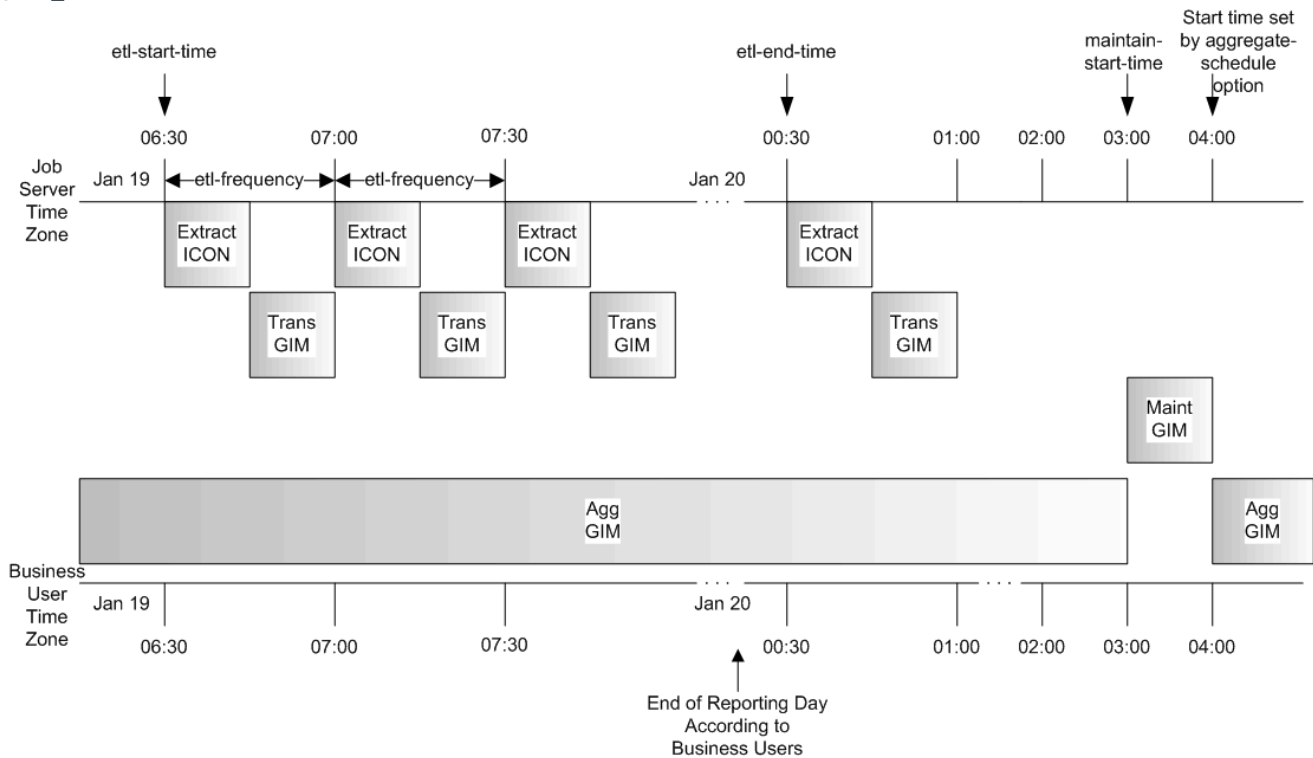 Start time set
by aggregate-
schedule
option
etl-start-time
etl-end-time
maintain-
start-time
06:30
07:00
07:30
00:30
01:00
02:00
03:00
04:00
Job
Server
Time
Zone
Jan 19
etl-frequency
etl-frequency
Jan 20
. . . .
Extract
ICON
Extract
ICON
Extract
ICON
Extract
ICON
Trans
GIM
Trans
GIM
Trans
GIM
Trans
GIM
Maint
GIM
Agg
GIM
Agg
GIM
Business
User
Time
Zone
Jan 19
. . . .
Jan 20
. . . .
06:30
07:00
07:30
00:30
01:00
02:00
03:00
04:00
End of Reporting Day
According to
Business Users